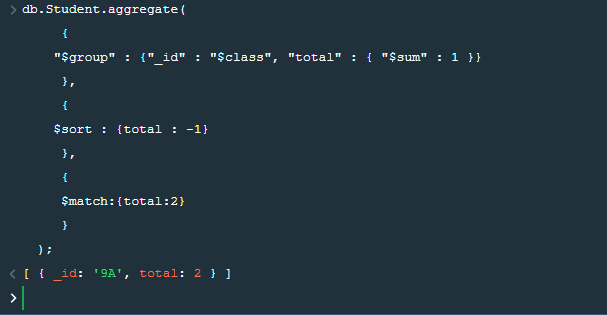 > db.Student.aggregate(
{
"$group" : {"_id" : "$class", "total" : { "$sum" : 1 }}
},
{
$sort : {total : -1}
},
{
$match:{total:2}
}
);
< [ { _id: '9A', total: 2 } ]
>